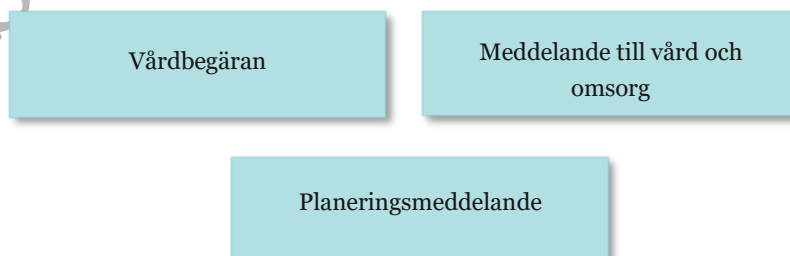 Vårdbegäran
Meddelande till vård och
omsorg
Planeringsmeddelande